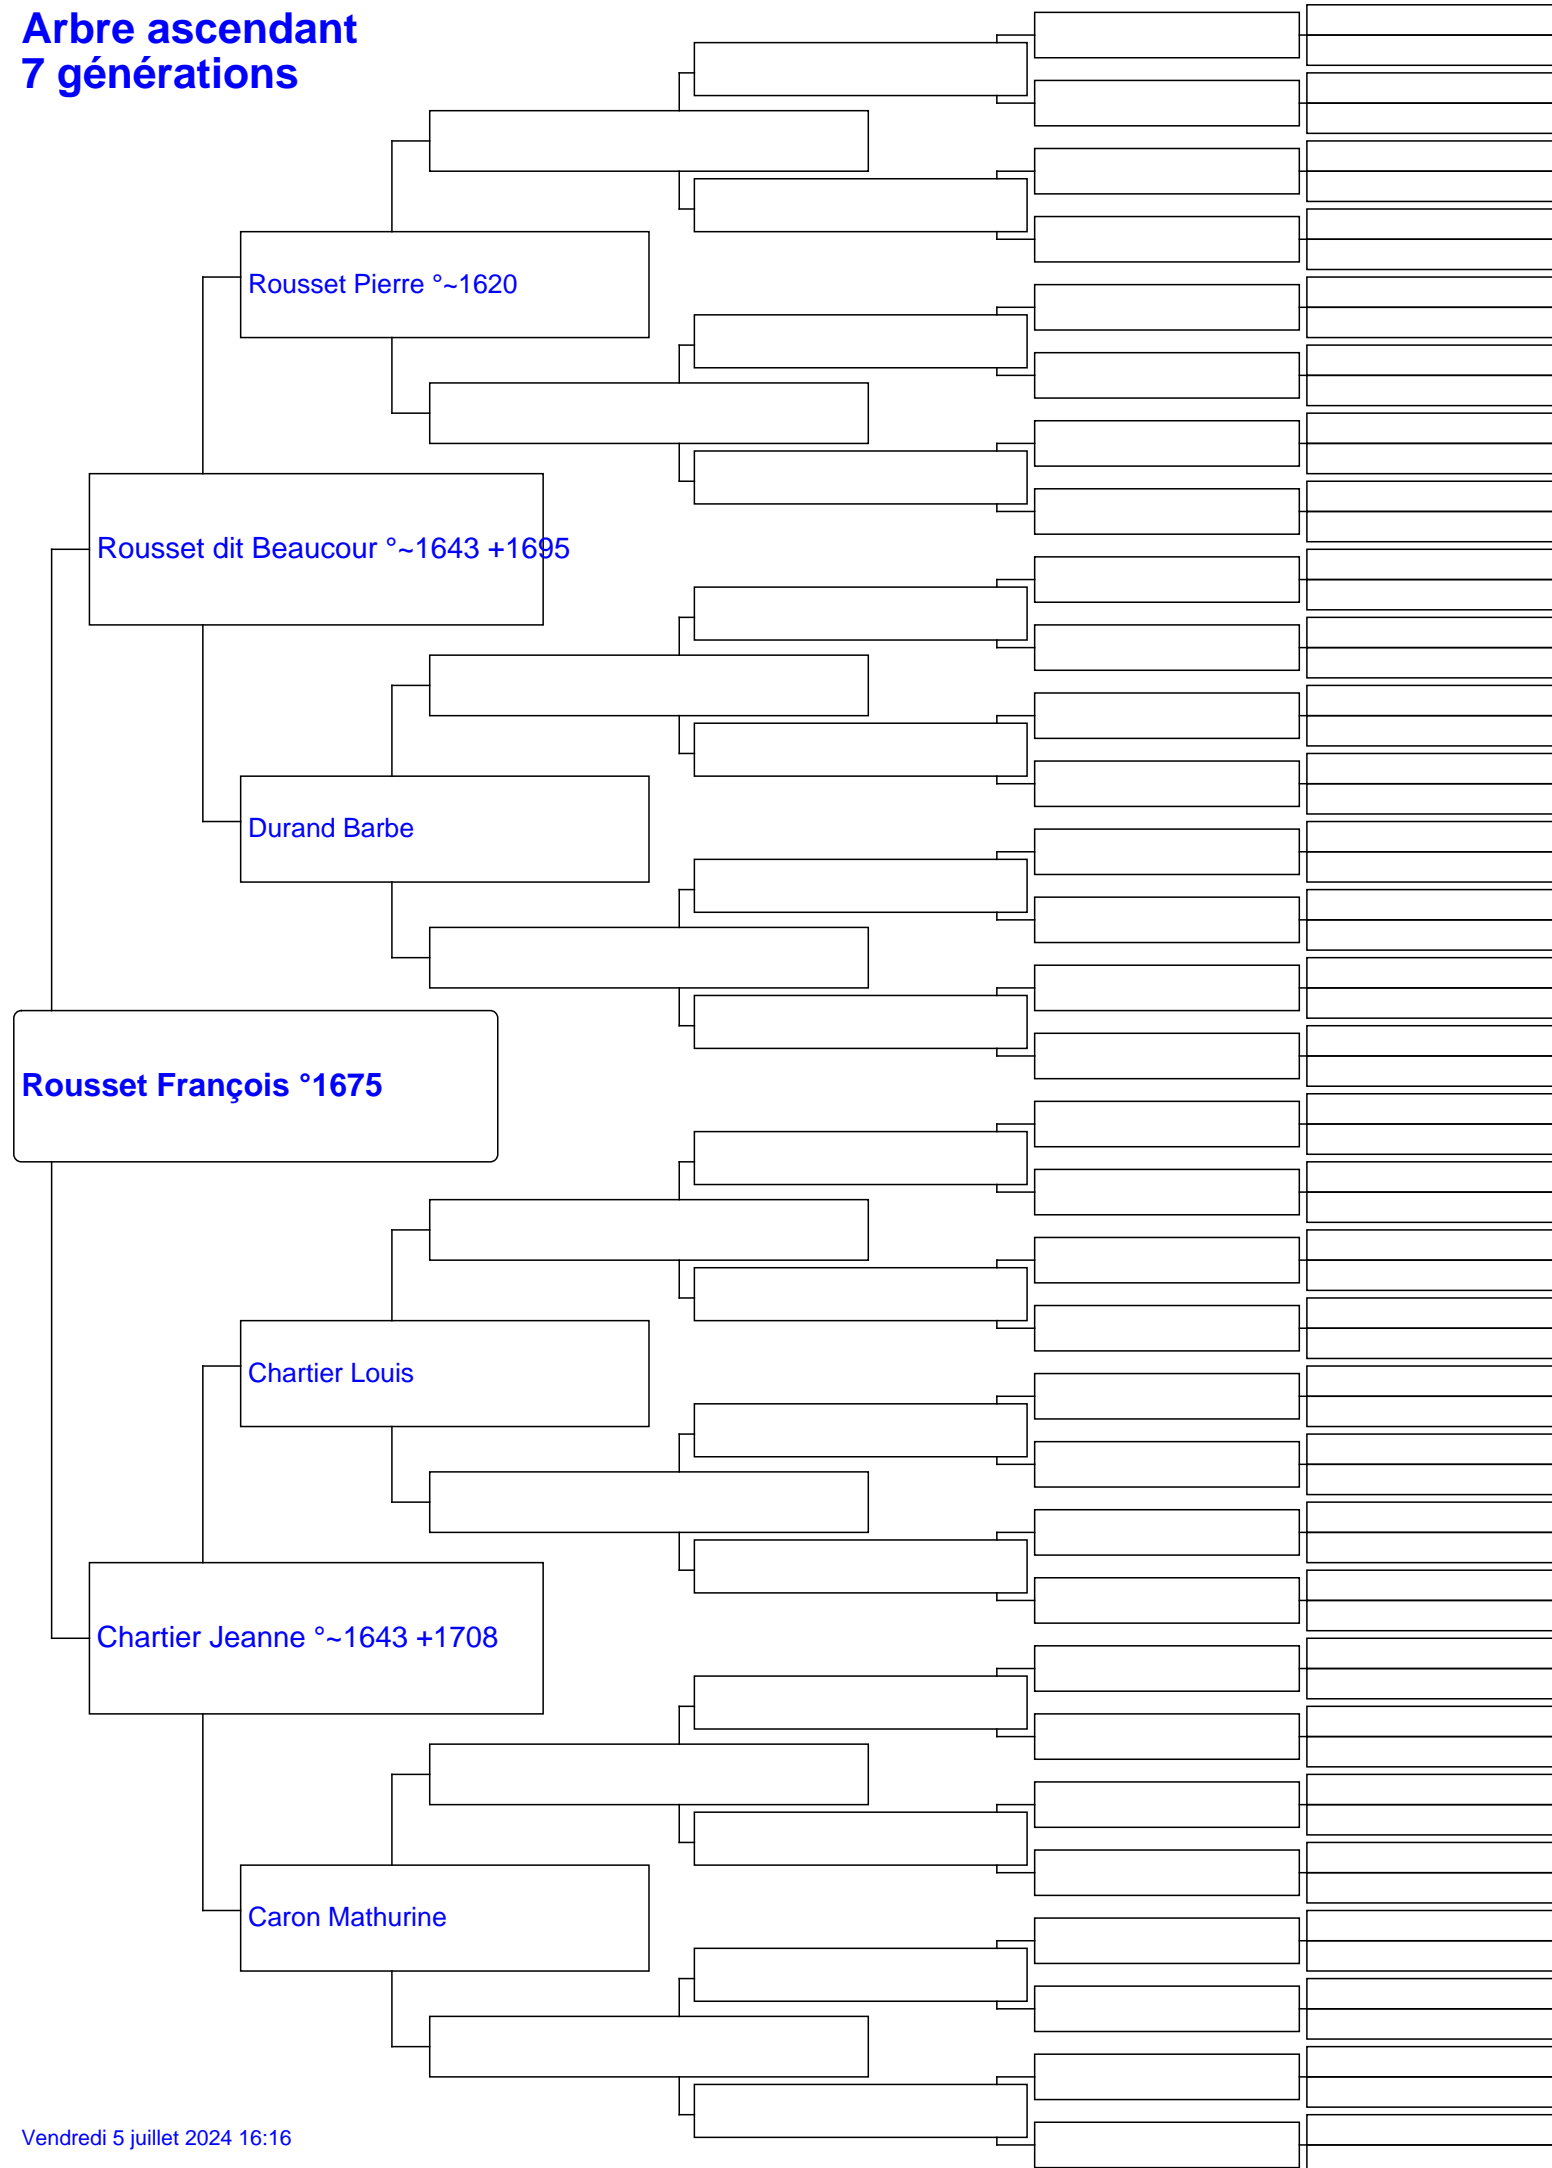 Arbre ascendant
7 générations
Rousset Pierre °~1620
Rousset dit Beaucour °~1643 +1695
Durand Barbe
Rousset François °1675
Chartier Louis
Chartier Jeanne °~1643 +1708
Caron Mathurine
Vendredi 5 juillet 2024 16:16